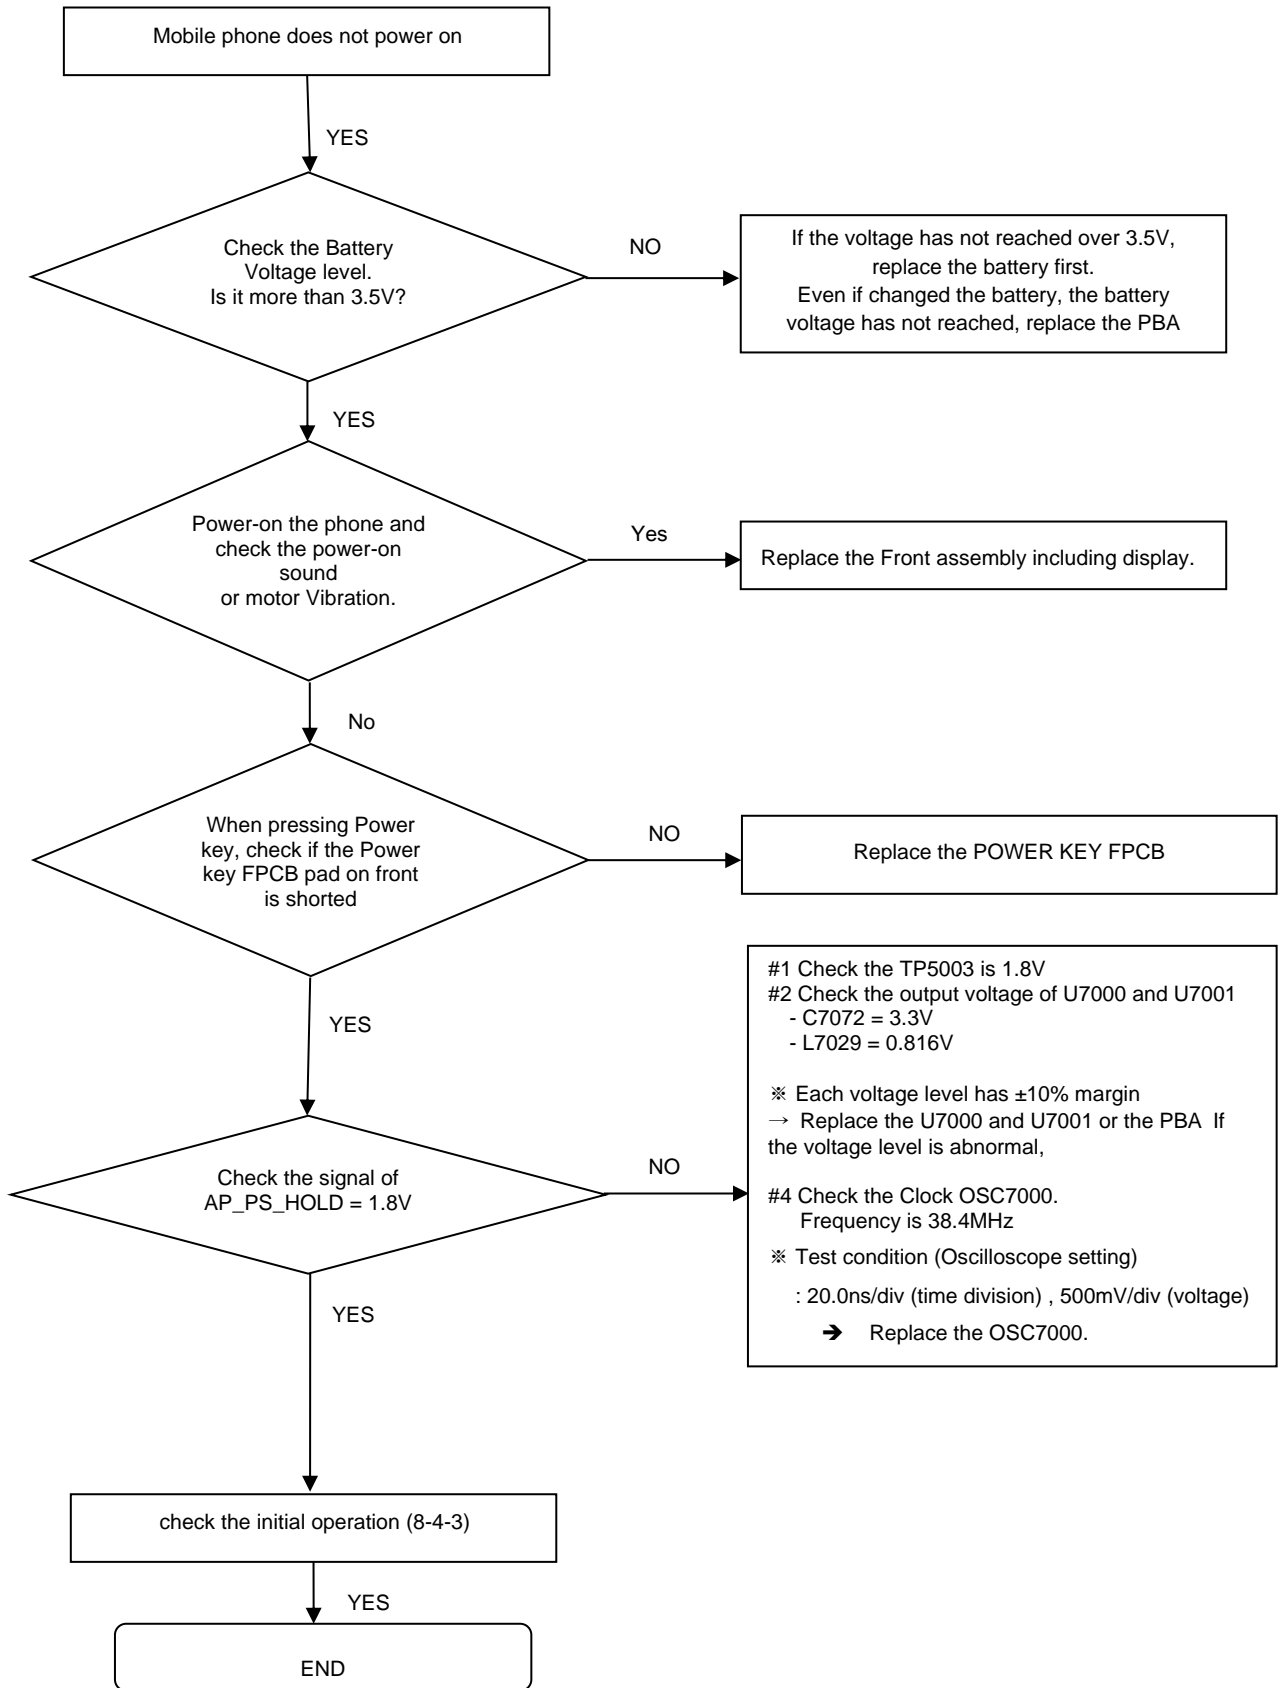 Mobile phone does not power on
YES
Check the Battery
Voltage level.
Is it more than 3.5V?
NO
If the voltage has not reached over 3.5V,
replace the battery first.
Even if changed the battery, the battery
voltage has not reached, replace the PBA
YES
Power-on the phone and
check the power-on
sound
or motor Vibration.
Yes
Replace the Front assembly including display.
No
When pressing Power
key, check if the Power
key FPCB pad on front
is shorted
NO
Replace the POWER KEY FPCB
YES
Check the signal of
AP_PS_HOLD = 1.8V
NO
#1 Check the TP5003 is 1.8V
#2 Check the output voltage of U7000 and U7001
- C7072 = 3.3V
- L7029 = 0.816V
※ Each voltage level has ±10% margin
→ Replace the U7000 and U7001 or the PBA If
the voltage level is abnormal,
#4 Check the Clock OSC7000.
Frequency is 38.4MHz
※ Test condition (Oscilloscope setting)
: 20.0ns/div (time division) , 500mV/div (voltage)
➔ Replace the OSC7000.
YES
check the initial operation (8-4-3)
YES
END